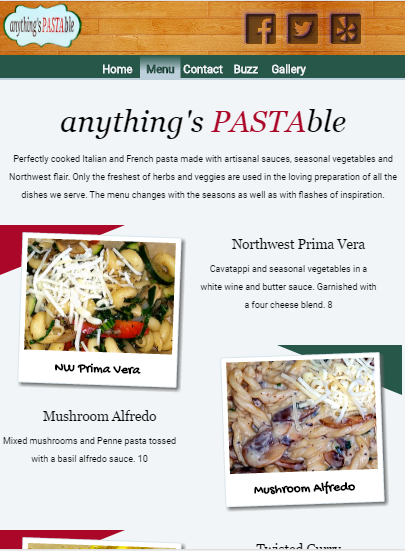 anything's PASTAble
Home Menu Contact Buzz Gallery
anything's PASTAble
Perfectly cooked Italian and French pasta made with artisanal sauces, seasonal vegetables and
Northwest flair. Only the freshest of herbs and veggies are used in the loving preparation of all the
dishes we serve. The menu changes with the seasons as well as with flashes of inspiration.
Northwest Prima Vera
Cavatappi and seasonal vegetables in a
white wine and butter sauce. Garnished with
a four cheese blend. 8
NW Prima Vera
Mushroom Alfredo
Mixed mushrooms and Penne pasta tossed
with a basil alfredo sauce. 10
Mushroom Alfredo
Twisted Curry